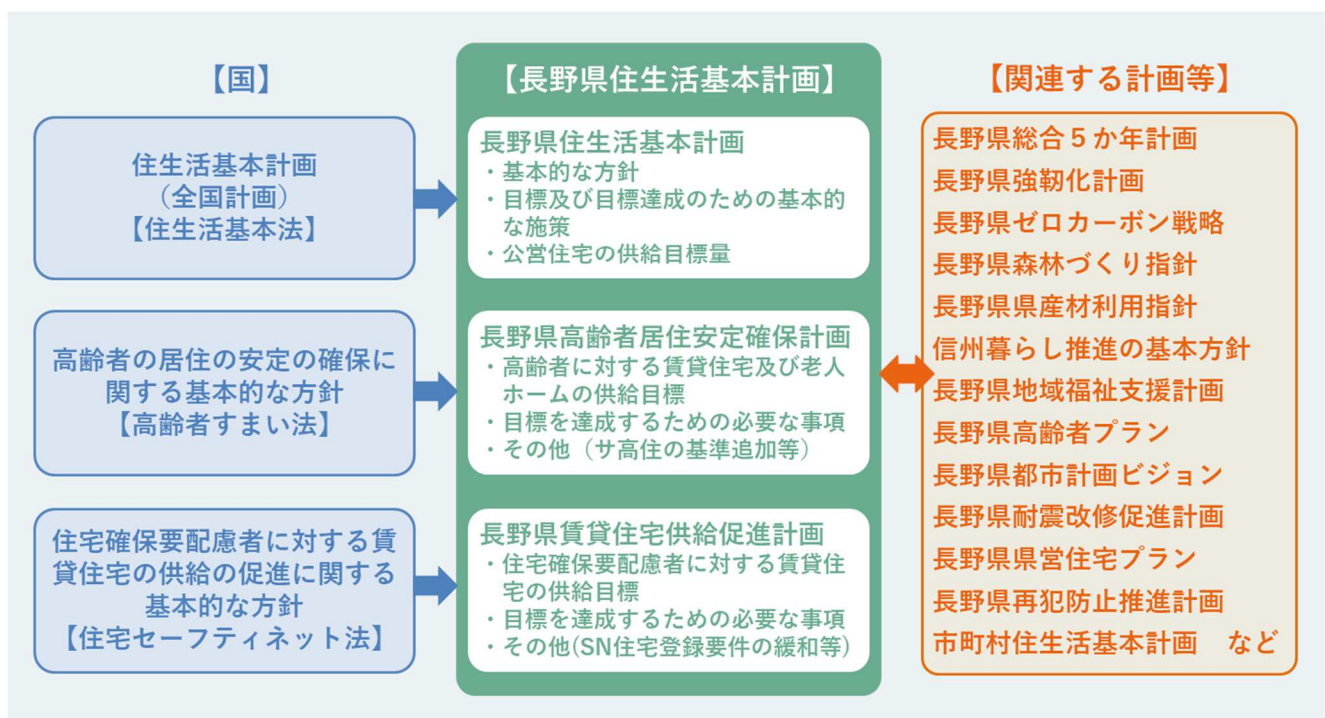 【国】
住生活基本計画
（全国計画）
【住生活基本法】
高齢者の居住の安定の確保に
関する基本的な方針
【高齢者すまい法】
住宅確保要配慮者に対する賃
貸住宅の供給の促進に関する
基本的な方針
【住宅セーフティネット法】
【長野県住生活基本計画】
長野県住生活基本計画
・基本的な方針
・目標及び目標達成のための基本的
な施策
・公営住宅の供給目標量
長野県高齢者居住安定確保計画
・高齢者に対する賃貸住宅及び老人
ホームの供給目標
・目標を達成するための必要な事項
・その他（サ高住の基準追加等）
長野県賃貸住宅供給促進計画
・住宅確保要配慮者に対する賃貸住
宅の供給目標
・目標を達成するための必要な事項
・その他(SN住宅登録要件の緩和等)
【関連する計画等】
長野県総合５か年計画
長野県強靭化計画
長野県ゼロカーボン戦略
長野県森林づくり指針
長野県県産材利用指針
信州暮らし推進の基本方針
長野県地域福祉支援計画
長野県高齢者プラン
長野県都市計画ビジョン
長野県耐震改修促進計画
長野県県営住宅プラン
長野県再犯防止推進計画
市町村住生活基本計画　など